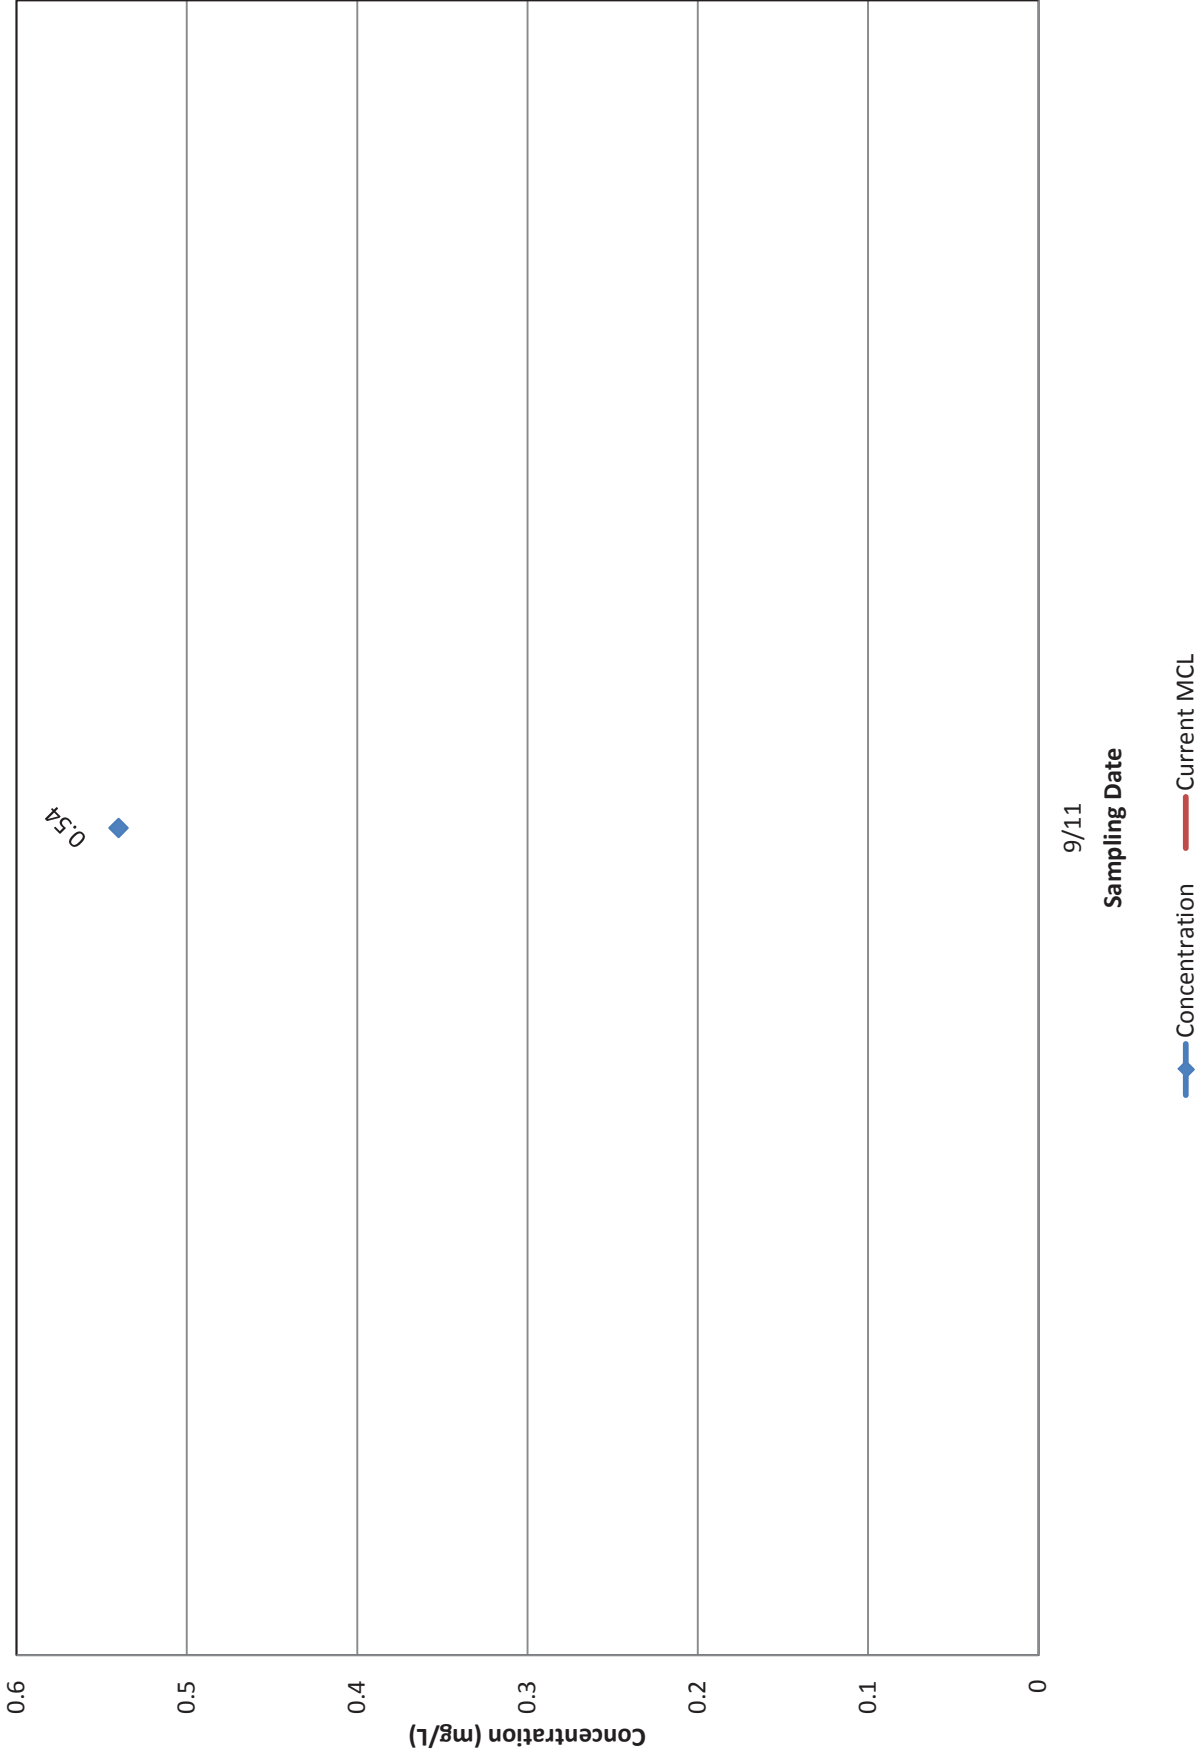 Concentration (mg/L)
0.6
0.5
0.4
0.3
0.2
0.1
0
0.54
9/11
Sampling Date
Concentration
Current MCL